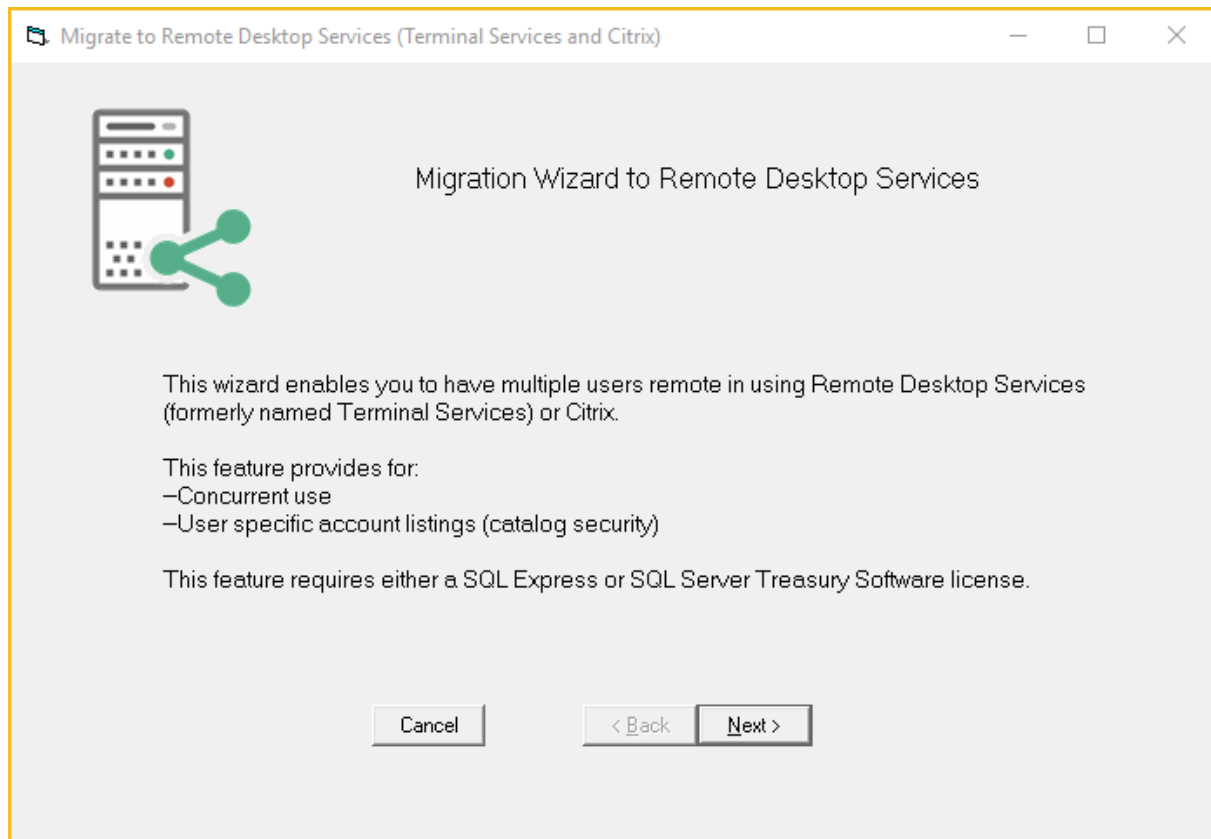 Migrate to Remote Desktop Services (Terminal Services and Citrix)
Migration Wizard to Remote Desktop Services
This wizard enables you to have multiple users remote in using Remote Desktop Services
(formerly named Terminal Services) or Citrix.
This feature provides for:
–Concurrent use
–User specific account listings (catalog security)
This feature requires either a SQL Express or SQL Server Treasury Software license.
Cancel
< Back
Next >